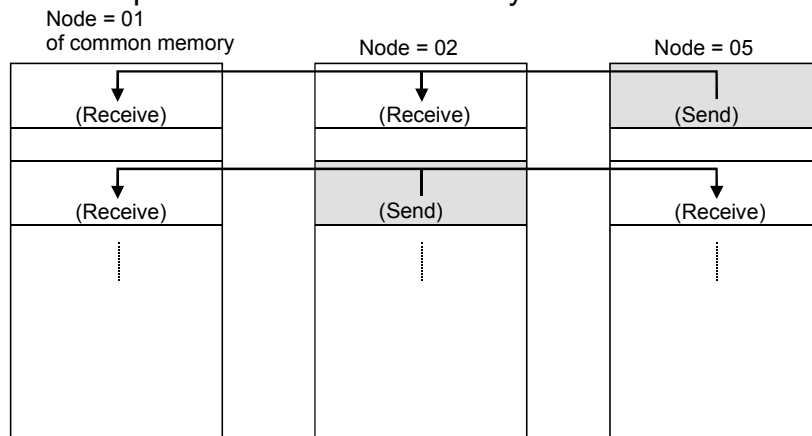 Node = 01
of common memory
Node = 02
Node = 05
(Receive)
(Receive)
(Send)
(Receive)
(Send)
(Receive)